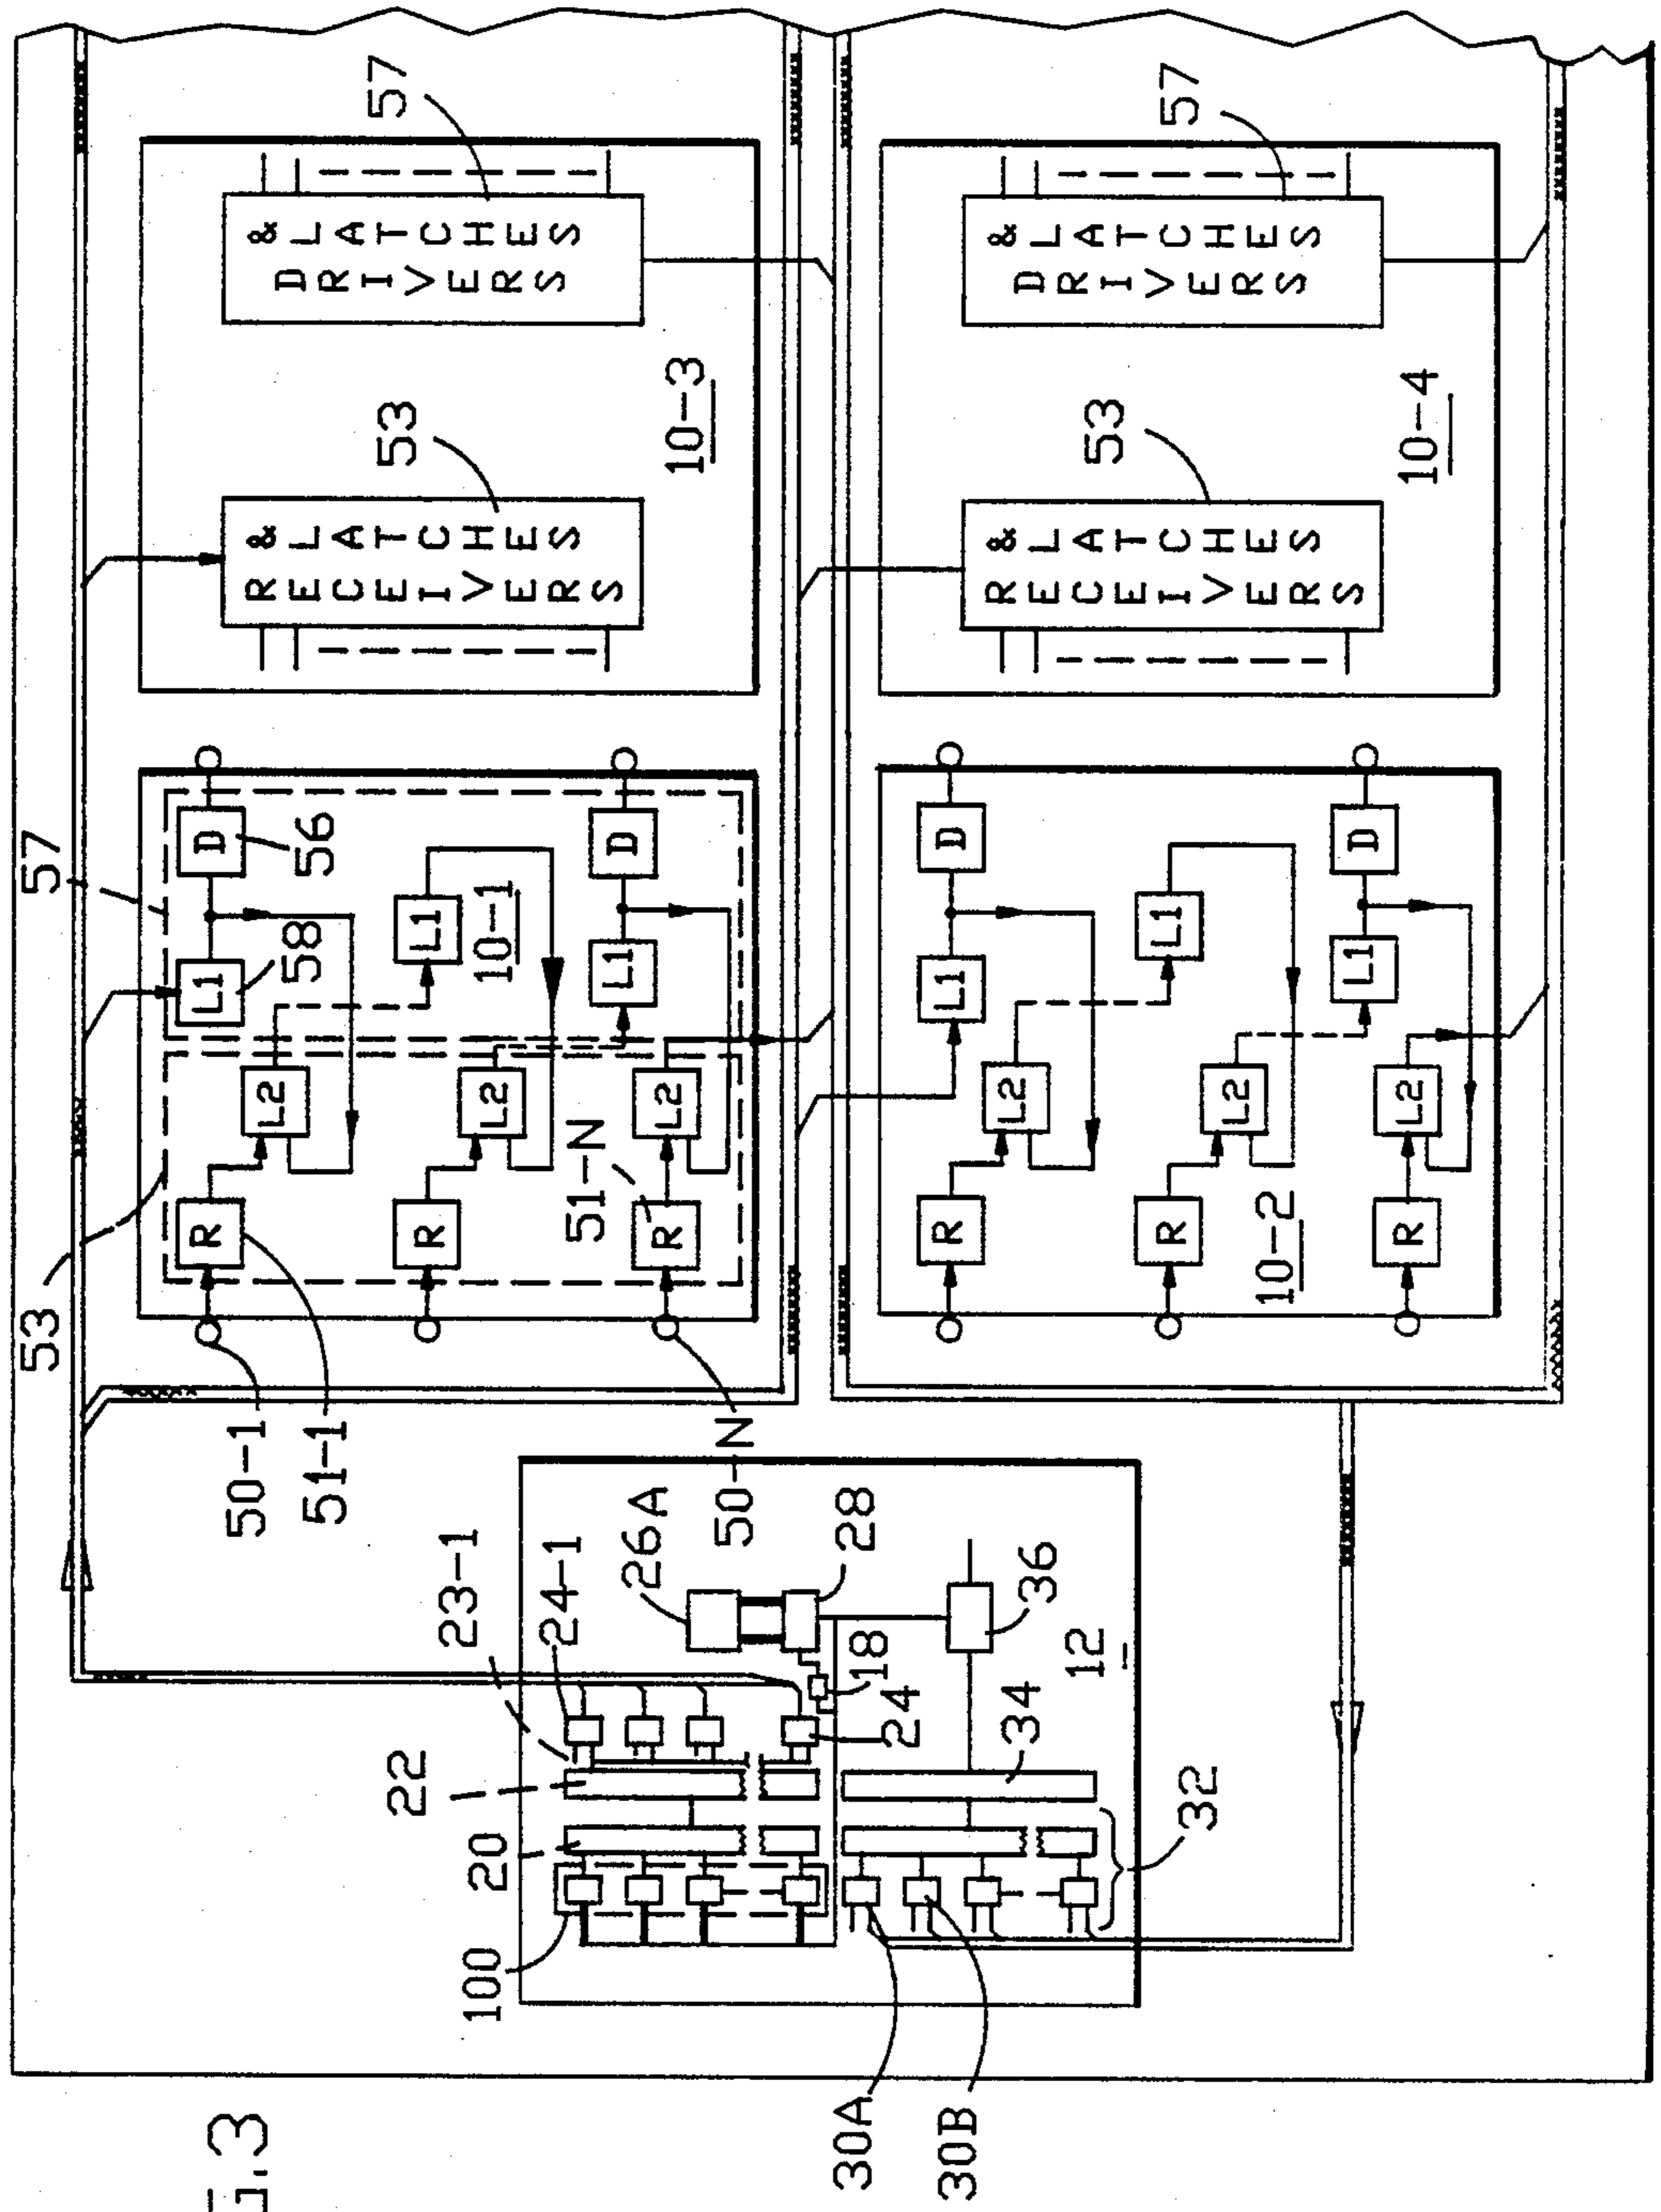 G.3
53
57
50-1
51-1
R
L2
L1
58
D
56
R
L2
L1
10-1
51-N
R
L2
L1
D
50-N
RECEIVERS
&LATCHES
53
DRIVERS
&LATCHES
57
10-3
100
20
22
23-1
24-1
26A
28
18
24
36
34
12
32
30A
30B
R
L2
L1
D
R
L2
L1
10-2
R
L2
L1
D
RECEIVERS
&LATCHES
53
DRIVERS
&LATCHES
57
10-4